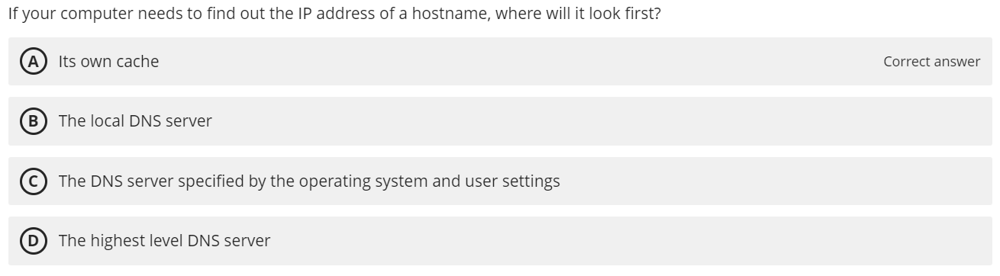 If your computer needs to find out the IP address of a hostname, where will it look first?
A Its own cache Correct answer
B The local DNS server
C The DNS server specified by the operating system and user settings
D The highest level DNS server